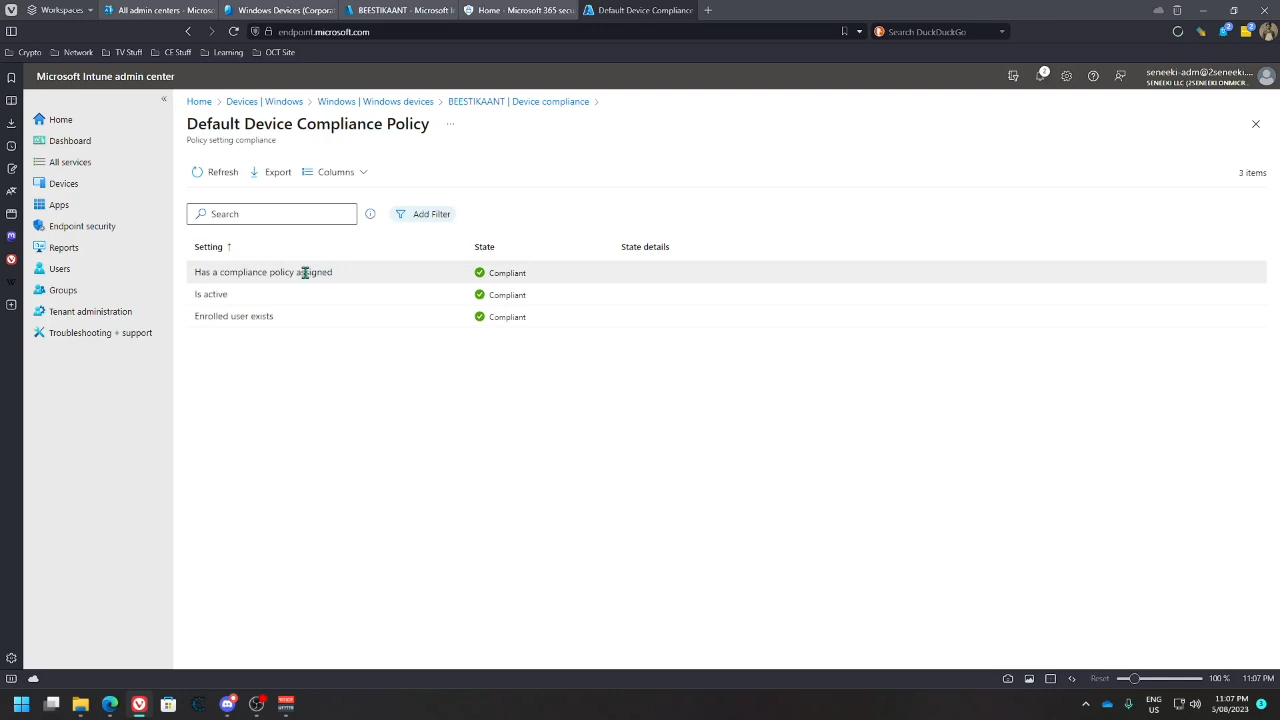 Workspaces
All admin centers - Micros
Windows Devices (Corporat
BEESTIKAANT - Microsoft I
Home - Microsoft 365 secu
Default Device Compliance
endpoint.microsoft.com
Search DuckDuckGo
Crypto
Network
TV Stuff
CE Stuff
Learning
OCT Site
Microsoft Intune admin center
2
seneeki-adm@2seneeki....
SENEEKI LLC (2SENEEKI.ONMICR...
Home > Devices | Windows > Windows | Windows devices > BEESTIKAANT | Device compliance >
Default Device Compliance Policy ...
Policy setting compliance
Home
Dashboard
All services
Devices
Apps
Endpoint security
Reports
Users
Groups
Tenant administration
Troubleshooting + support
Refresh
Export
Columns
3 items
Search
Add Filter
Setting ↑
State
State details
Has a compliance policy assigned
Compliant
Is active
Compliant
Enrolled user exists
Compliant
Reset
100 %
11:07 PM
ENG
US
11:07 PM
5/08/2023
3